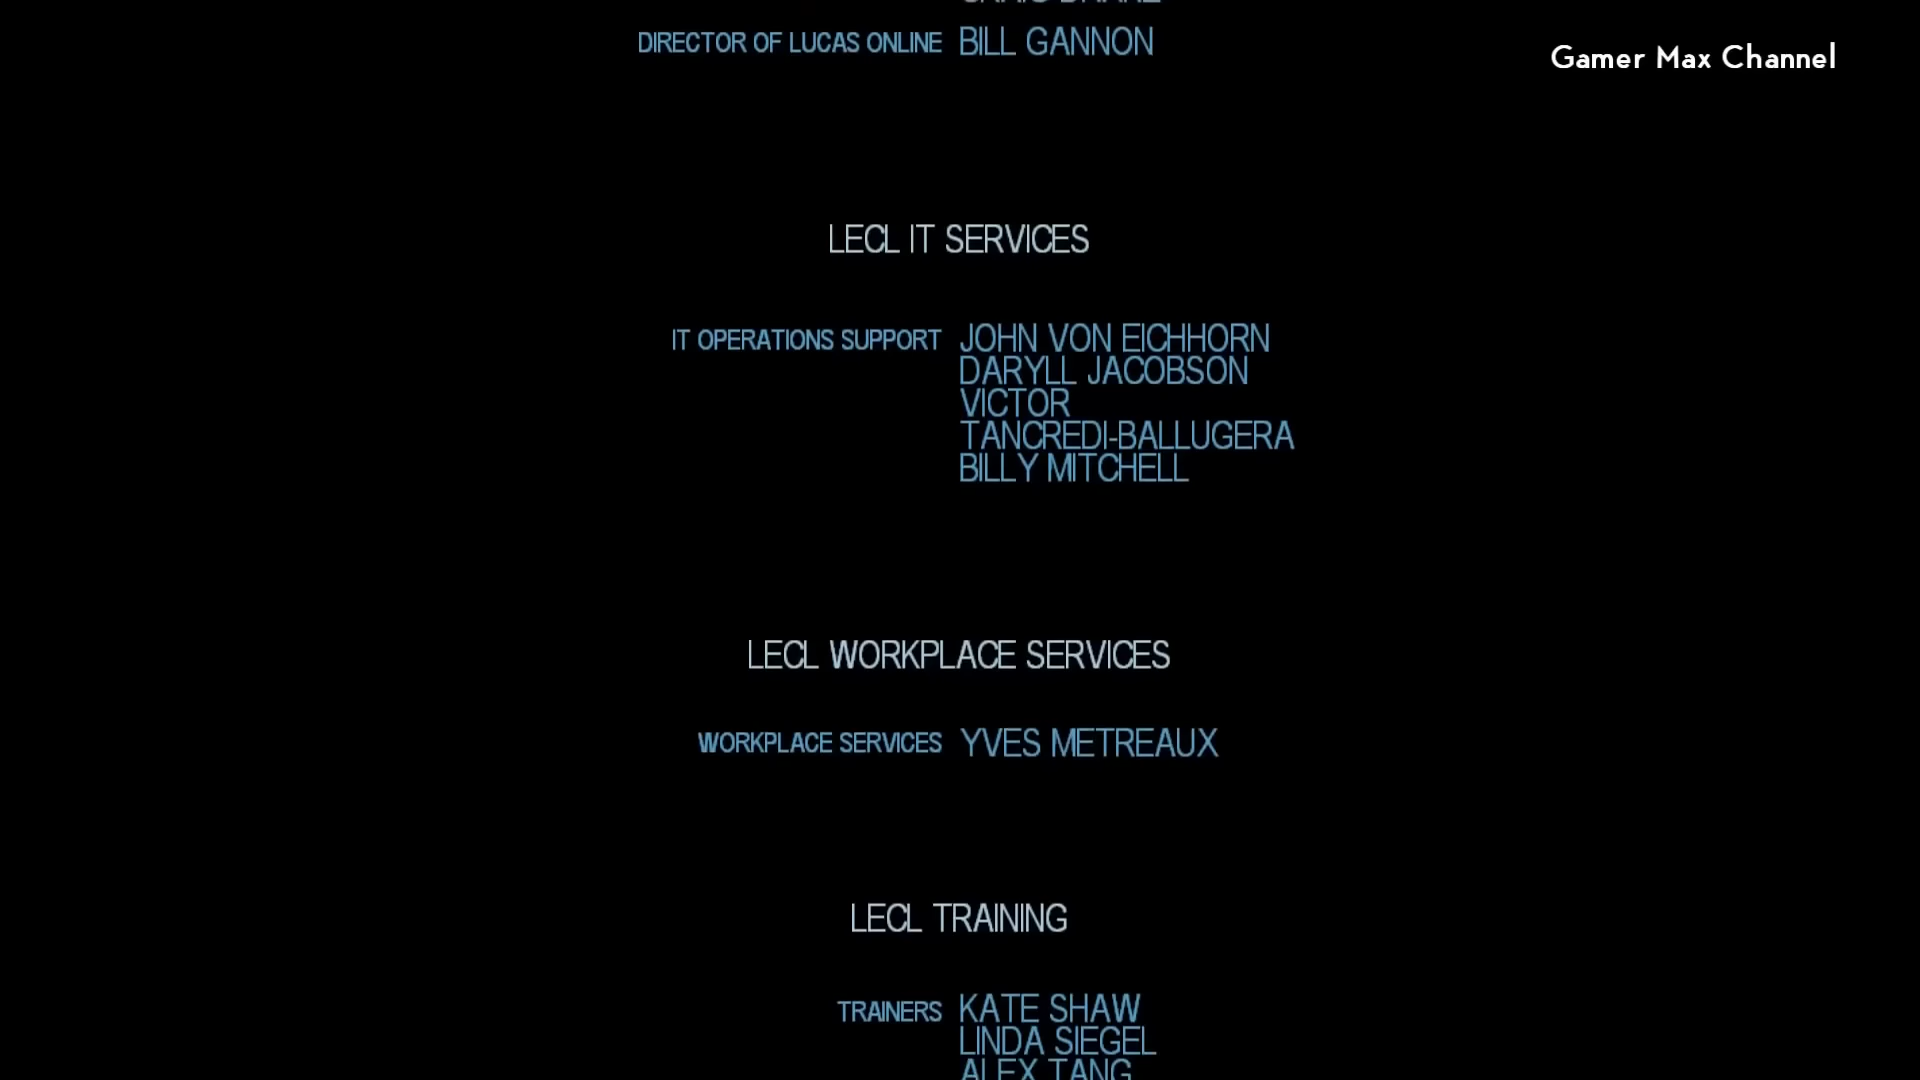 DIRECTOR OF LUCAS ONLINE BILL GANNON
Gamer Max Channel
LECL IT SERVICES
IT OPERATIONS SUPPORT JOHN VON EICHHORN
DARYLL JACOBSON
VICTOR
TANCREDI-BALLUGERA
BILLY MITCHELL
LECL WORKPLACE SERVICES
WORKPLACE SERVICES YVES METREAUX
LECL TRAINING
TRAINERS KATE SHAW
LINDA SIEGEL
ALEX TANG